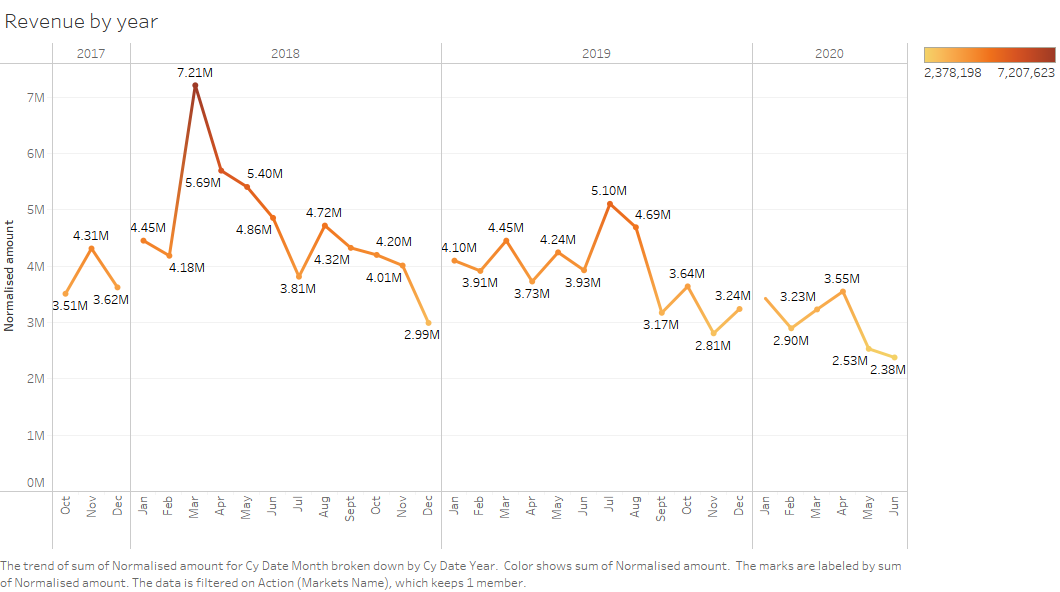 Revenue by year
2017 2018 2019 2020
2,378,198 7,207,623
Normalised amount
7M
6M
5M
4M
3M
2M
1M
0M
3.51M 4.31M 3.62M
4.45M 4.18M 7.21M 5.69M 5.40M 4.86M 3.81M 4.72M 4.32M 4.20M 4.01M 2.99M
4.10M 3.91M 4.45M 3.73M 4.24M 3.93M 5.10M 4.69M 3.17M 3.64M 2.81M 3.24M
2.90M 3.23M 3.55M 2.53M 2.38M
Oct Nov Dec Jan Feb Mar Apr May Jun Jul Aug Sept Oct Nov Dec Jan Feb Mar Apr May Jun Jul Aug Sept Oct Nov Dec Jan Feb Mar Apr May Jun
The trend of sum of Normalised amount for Cy Date Month broken down by Cy Date Year. Color shows sum of Normalised amount. The marks are labeled by sum
of Normalised amount. The data is filtered on Action (Markets Name), which keeps 1 member.